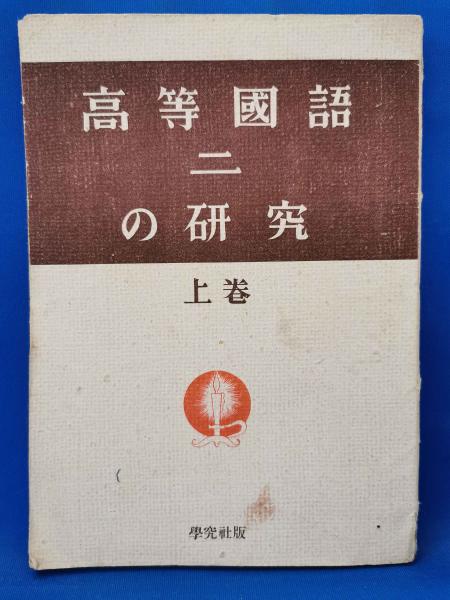 高等國語
二
の研究
上巻
學究社版